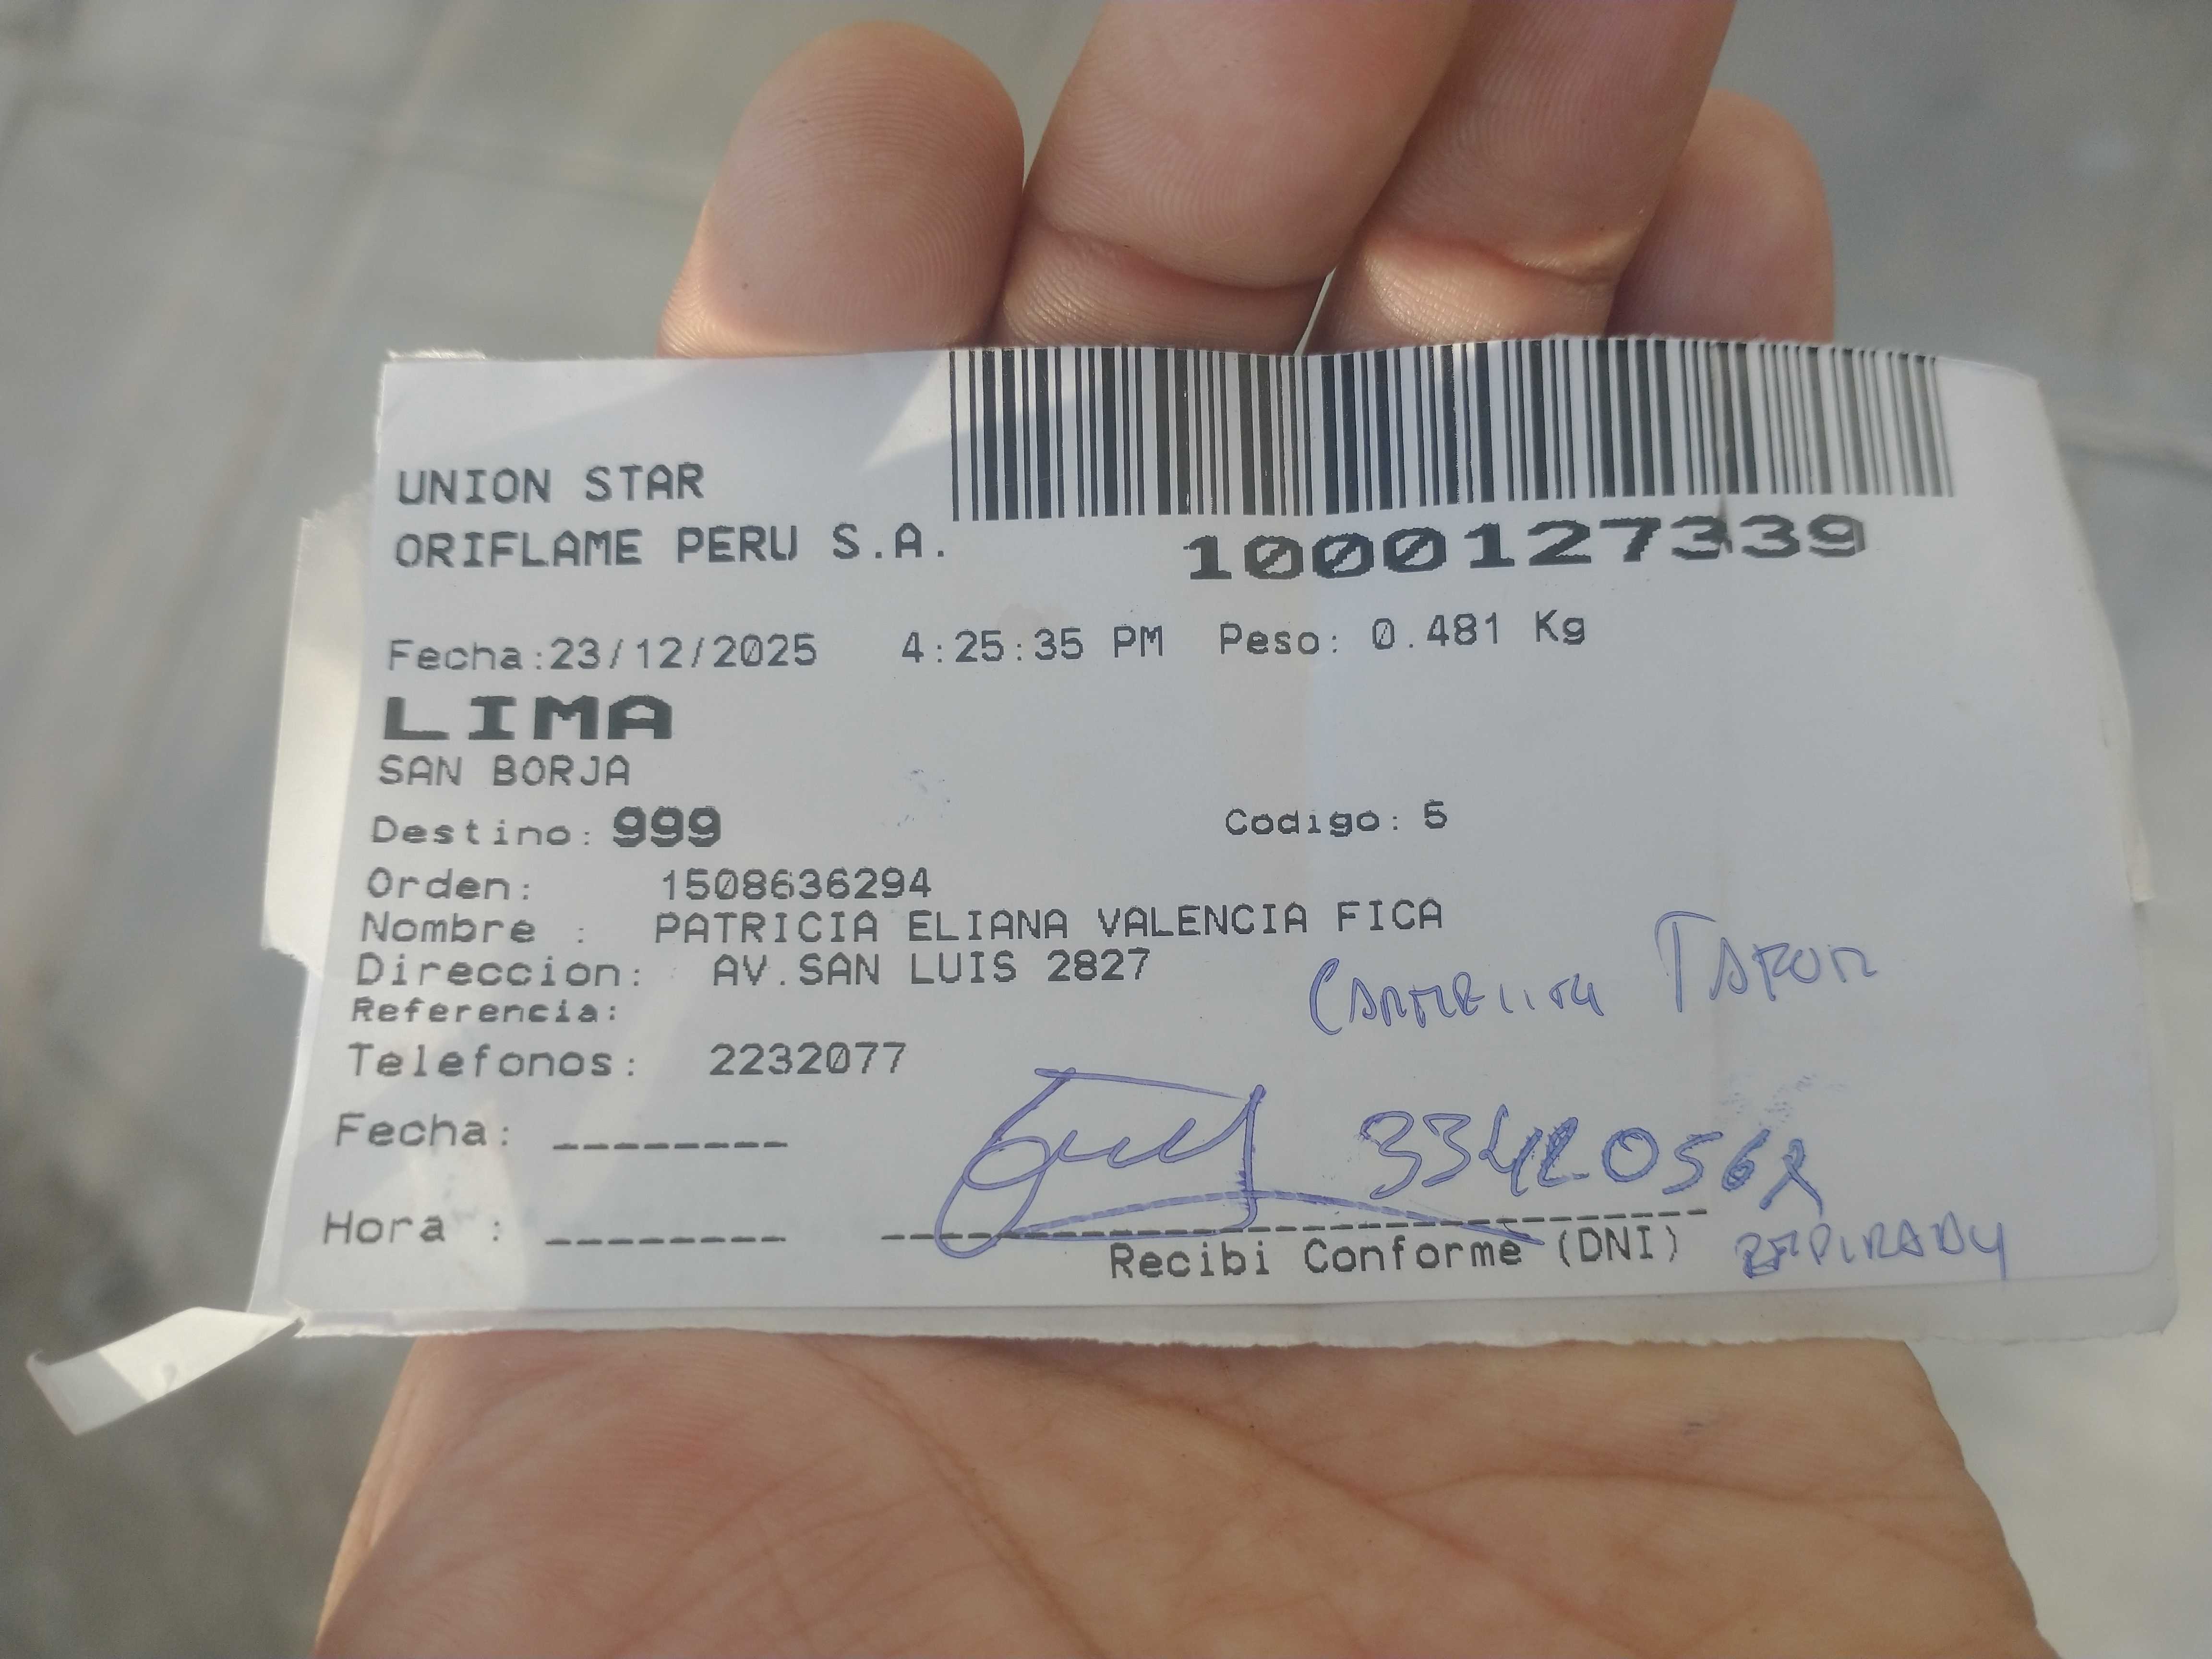 UNION STAR
ORIFLAME PERU S.A.
1000127339
Fecha:23/12/2025 4:25:35 PM Peso: 0.481 Kg
LIMA
SAN BORJA
Destino: 999 Codigo: 5
Orden: 1508636294
Nombre : PATRICIA ELIANA VALENCIA FICA
Direccion: AV.SAN LUIS 2827
Referencia:
Telefonos: 2232077
Fecha: --------
Hora : --------
Recibi Conforme (DNI)